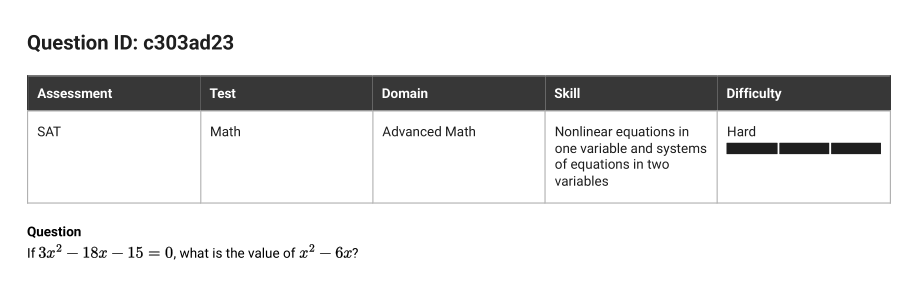 Question ID: c303ad23
Assessment Test Domain Skill Difficulty
SAT Math Advanced Math Nonlinear equations in Hard
one variable and systems
of equations in two
variables
Question
If 3x² − 18x − 15 = 0, what is the value of x² − 6x?